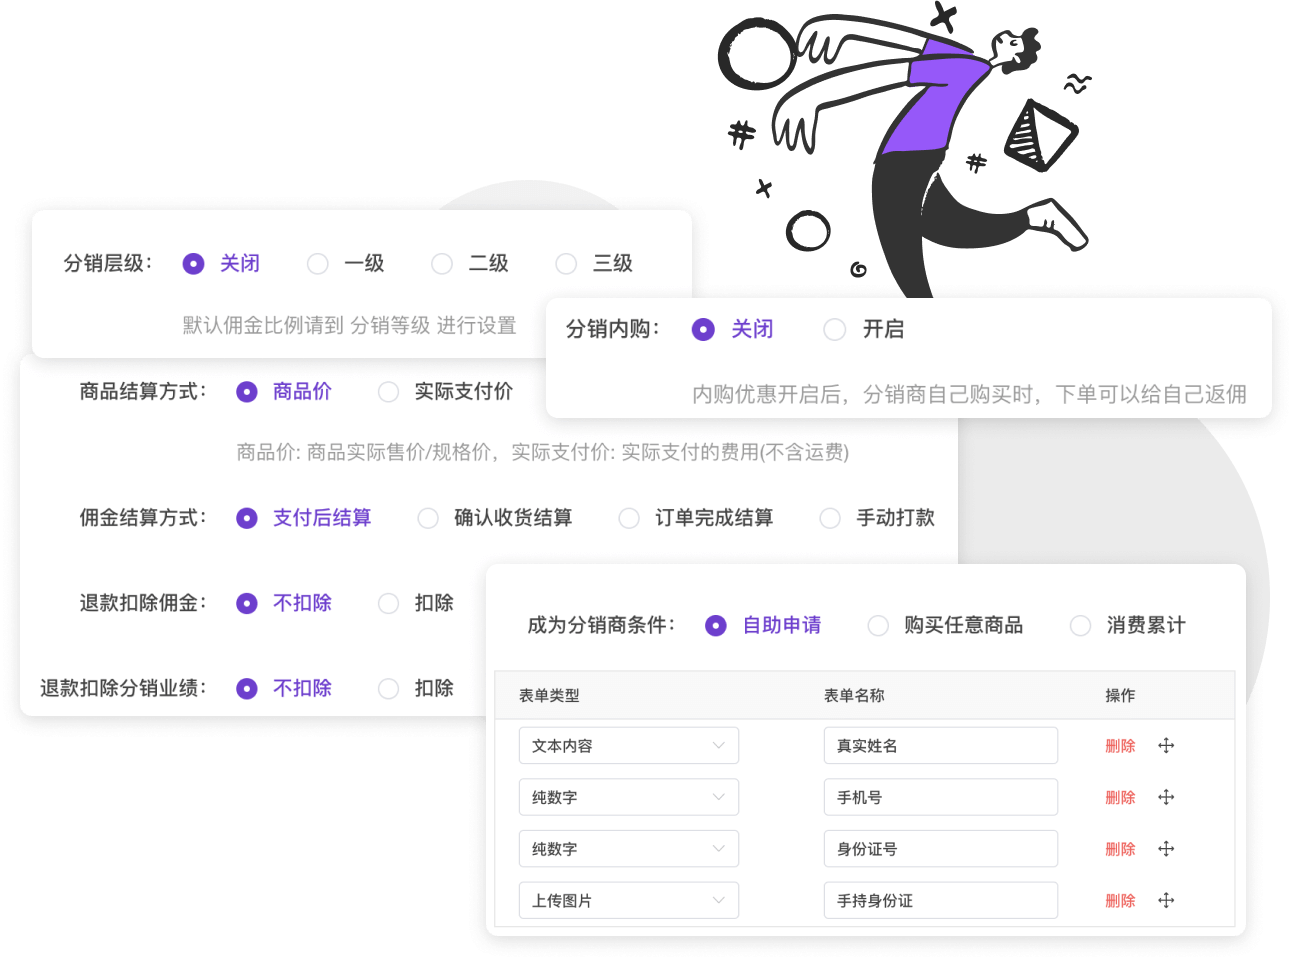 分销层级： 关闭 一级 二级 三级
默认佣金比例请到 分销等级 进行设置
分销内购： 关闭 开启
内购优惠开启后，分销商自己购买时，下单可以给自己返佣
商品结算方式： 商品价 实际支付价
商品价: 商品实际售价/规格价，实际支付价: 实际支付的费用(不含运费)
佣金结算方式： 支付后结算 确认收货结算 订单完成结算 手动打款
退款扣除佣金： 不扣除 扣除
退款扣除分销业绩： 不扣除 扣除
成为分销商条件： 自助申请 购买任意商品 消费累计
表单类型 表单名称 操作
文本内容 真实姓名 删除
纯数字 手机号 删除
纯数字 身份证号 删除
上传图片 手持身份证 删除